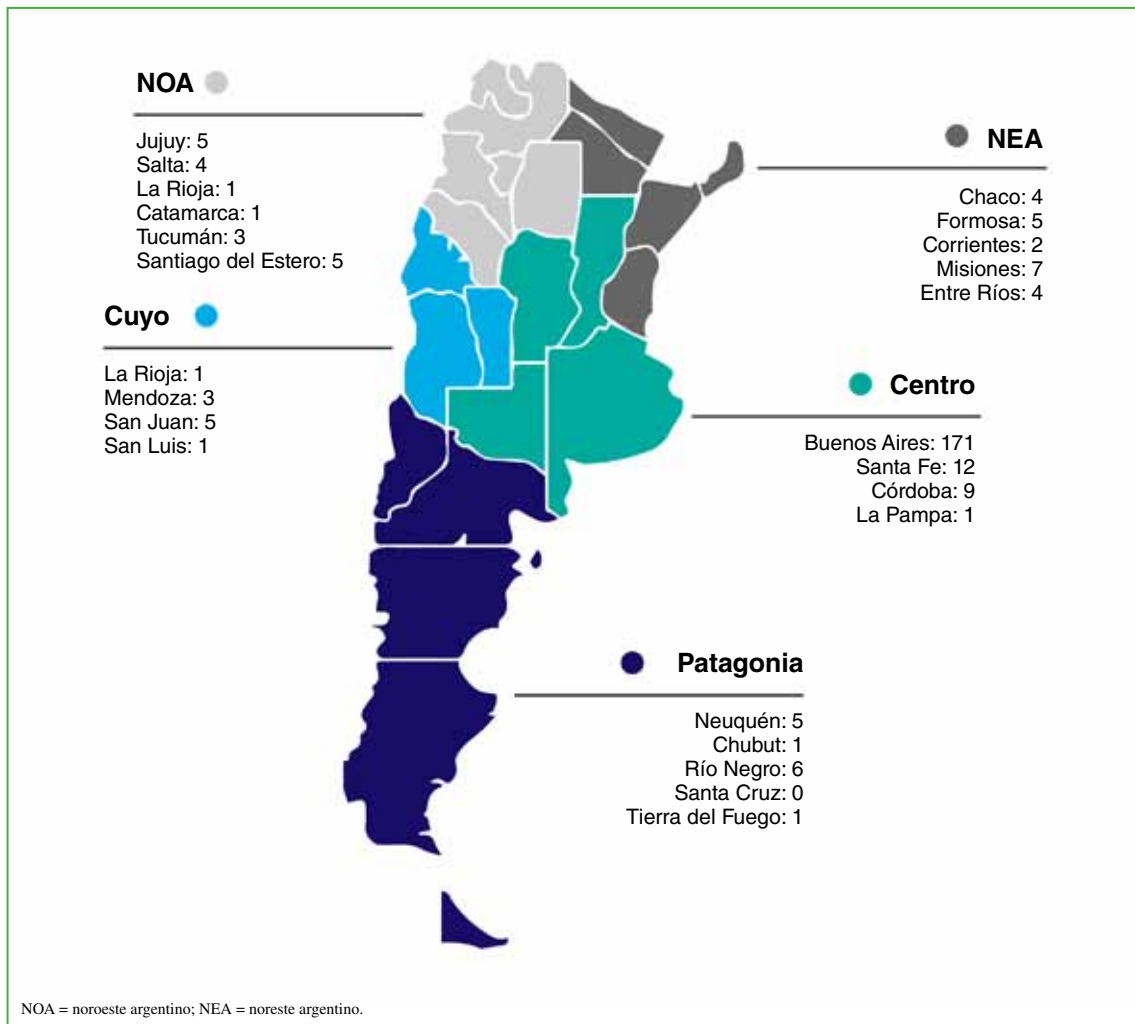 NOA
Jujuy: 5
Salta: 4
La Rioja: 1
Catamarca: 1
Tucumán: 3
Santiago del Estero: 5
Cuyo
La Rioja: 1
Mendoza: 3
San Juan: 5
San Luis: 1
NEA
Chaco: 4
Formosa: 5
Corrientes: 2
Misiones: 7
Entre Ríos: 4
Centro
Buenos Aires: 171
Santa Fe: 12
Córdoba: 9
La Pampa: 1
Patagonia
Neuquén: 5
Chubut: 1
Río Negro: 6
Santa Cruz: 0
Tierra del Fuego: 1
NOA = noroeste argentino; NEA = noreste argentino.